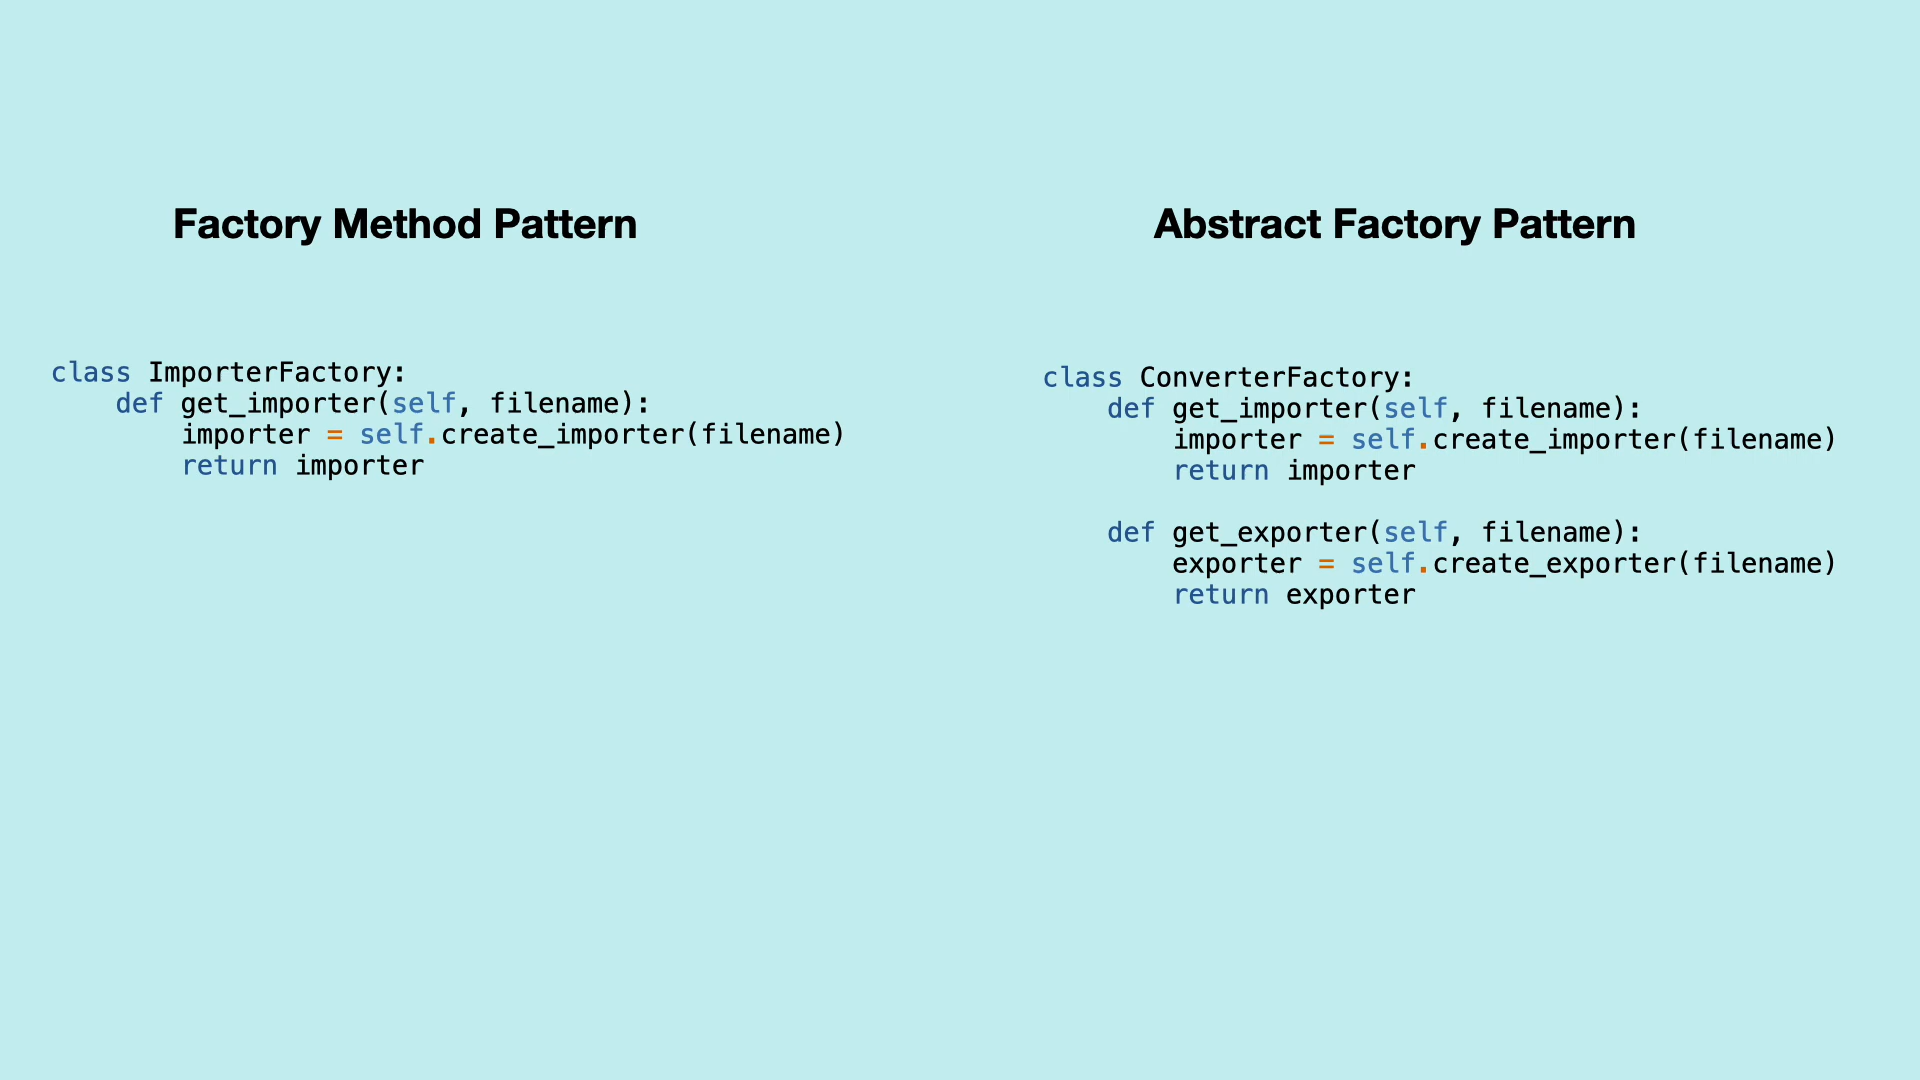 Factory Method Pattern
class ImporterFactory:
    def get_importer(self, filename):
        importer = self.create_importer(filename)
        return importer
Abstract Factory Pattern
class ConverterFactory:
    def get_importer(self, filename):
        importer = self.create_importer(filename)
        return importer
    def get_exporter(self, filename):
        exporter = self.create_exporter(filename)
        return exporter